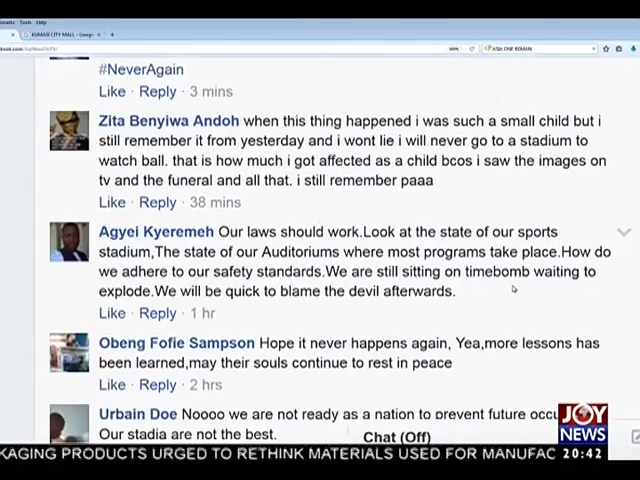 Tools Help
KUMASI CITY MALL - Googl
#NeverAgain
Like · Reply · 3 mins
Zita Benyiwa Andoh when this thing happened i was such a small child but i
still remember it from yesterday and i wont lie i will never go to a stadium to
watch ball. that is how much i got affected as a child bcos i saw the images on
tv and the funeral and all that. i still remember paaa
Like · Reply · 38 mins
Agyei Kyeremeh Our laws should work.Look at the state of our sports
stadium,The state of our Auditoriums where most programs take place.How do
we adhere to our safety standards.We are still sitting on timebomb waiting to
explode.We will be quick to blame the devil afterwards.
Like · Reply · 1 hr
Obeng Fofie Sampson Hope it never happens again, Yea,more lessons has
been learned,may their souls continue to rest in peace
Like · Reply · 2 hrs
Urbain Doe Noooo we are not ready as a nation to prevent future occu
Our stadia are not the best.
Chat (Off)
JOY
NEWS
KAGING PRODUCTS URGED TO RETHINK MATERIALS USED FOR MANUFAC 20:42